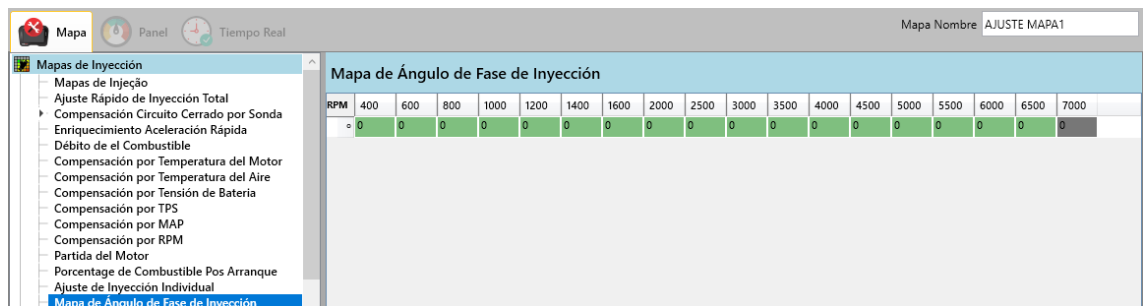 Mapa Panel Tiempo Real Mapa Nombre AJUSTE MAPA1
Mapas de Inyección
Mapas de Injeção
Ajuste Rápido de Inyección Total
Compensación Circuito Cerrado por Sonda
Enriquecimiento Aceleración Rápida
Débito de el Combustible
Compensación por Temperatura del Motor
Compensación por Temperatura del Aire
Compensación por Tensión de Bateria
Compensación por TPS
Compensación por MAP
Compensación por RPM
Partida del Motor
Porcentage de Combustible Pos Arranque
Ajuste de Inyección Individual
Mapa de Ángulo de Fase de Inyección
Mapa de Ángulo de Fase de Inyección
RPM 400 600 800 1000 1200 1400 1600 2000 2500 3000 3500 4000 4500 5000 5500 6000 6500 7000
° 0 0 0 0 0 0 0 0 0 0 0 0 0 0 0 0 0 0